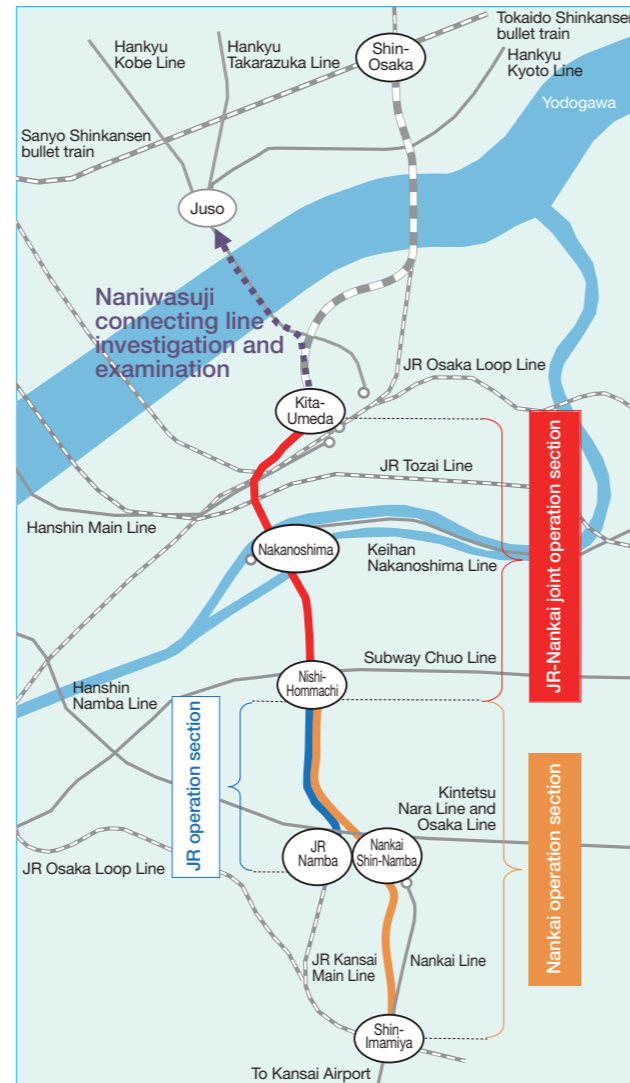 Tokaido Shinkansen
bullet train
Hankyu
Kobe Line
Hankyu
Takarazuka Line
Shin-
Osaka
Hankyu
Kyoto Line
Yodogawa
Sanyo Shinkansen
bullet train
Juso
Naniwasuji
connecting line
investigation and
examination
JR Osaka Loop Line
Kita-
Umeda
JR Tozai Line
Hanshin Main Line
Nakanoshima
Keihan
Nakanoshima Line
JR-Nankai joint operation section
Subway Chuo Line
Nishi-
Hommachi
Hanshin
Namba Line
JR operation section
Kintetsu
Nara Line and
Osaka Line
JR
Namba
Nankai
Shin-Namba
JR Osaka Loop Line
Nankai operation section
JR Kansai
Main Line
Nankai Line
Shin-
Imamiya
To Kansai Airport